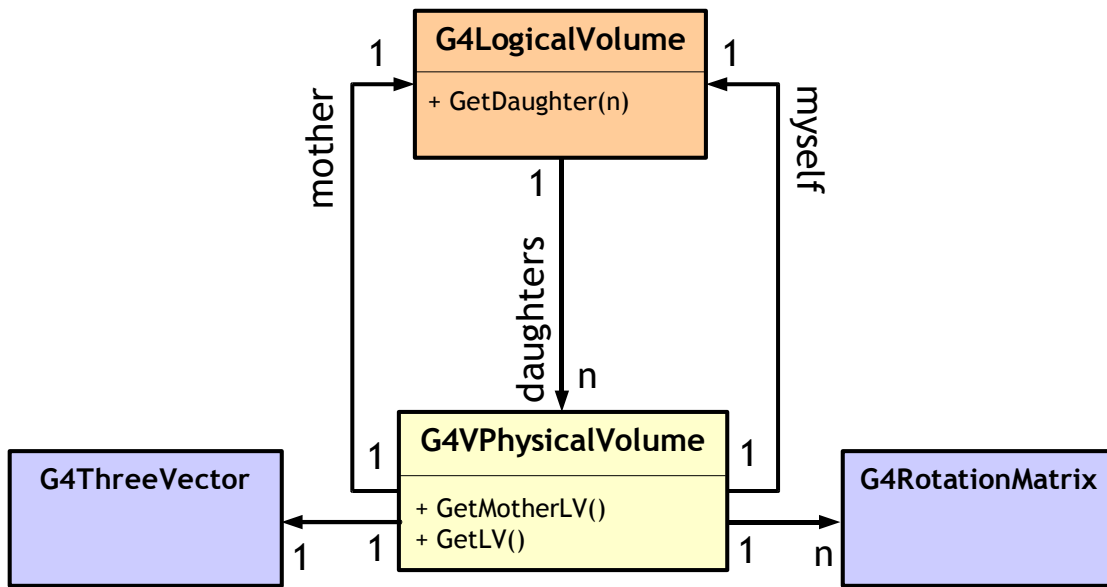 G4LogicalVolume
+ GetDaughter(n)
1
1
mother
myself
1
daughters
n
G4VPhysicalVolume
+ GetMotherLV()
+ GetLV()
1
1
G4ThreeVector
G4RotationMatrix
1
1
1
n